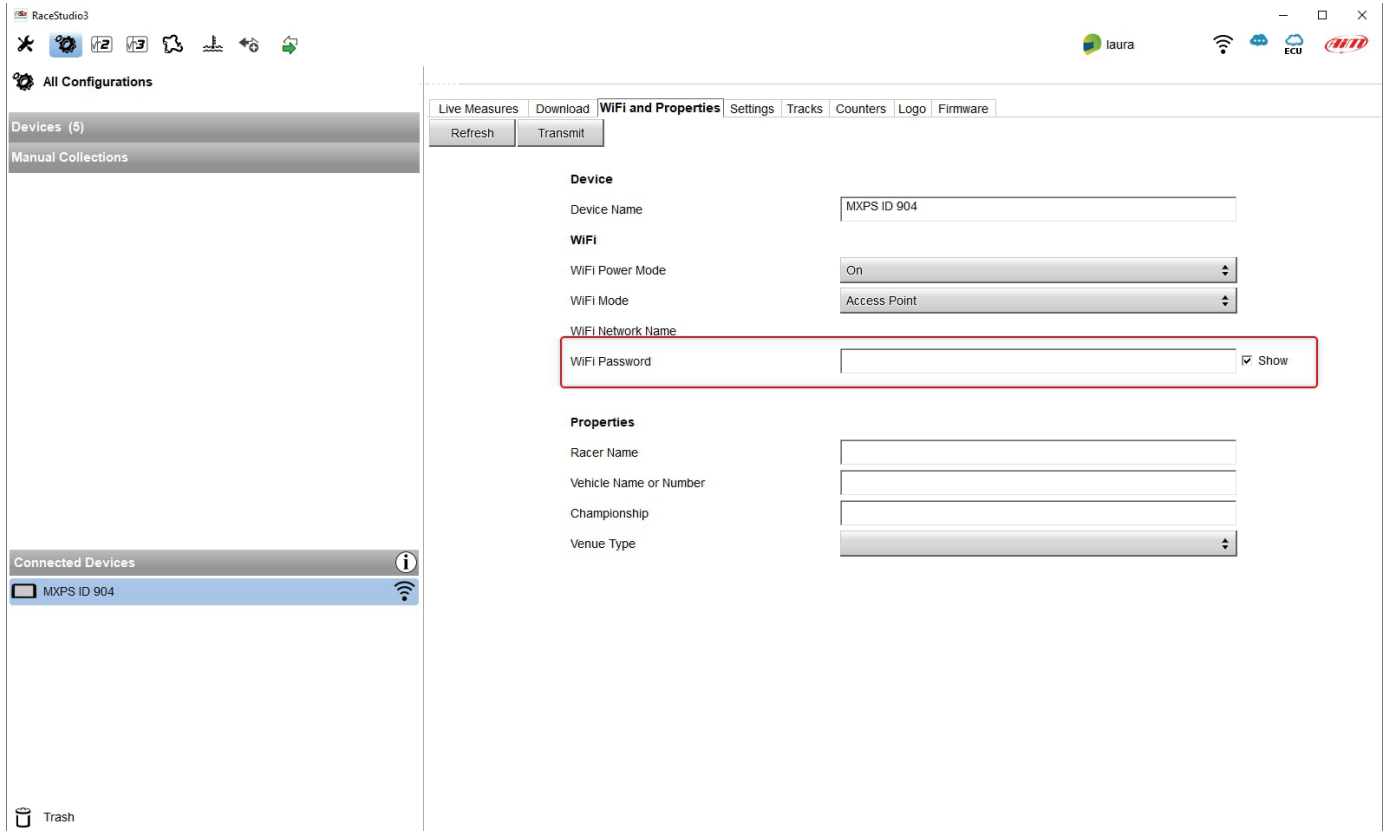 RaceStudio3
laura
ECU
AiM
All Configurations
Devices (5)
Manual Collections
Live Measures Download WiFi and Properties Settings Tracks Counters Logo Firmware
Refresh Transmit
Device
Device Name MXPS ID 904
WiFi
WiFi Power Mode On
WiFi Mode Access Point
WiFi Network Name
WiFi Password Show
Properties
Racer Name
Vehicle Name or Number
Championship
Venue Type
Connected Devices
MXPS ID 904
Trash